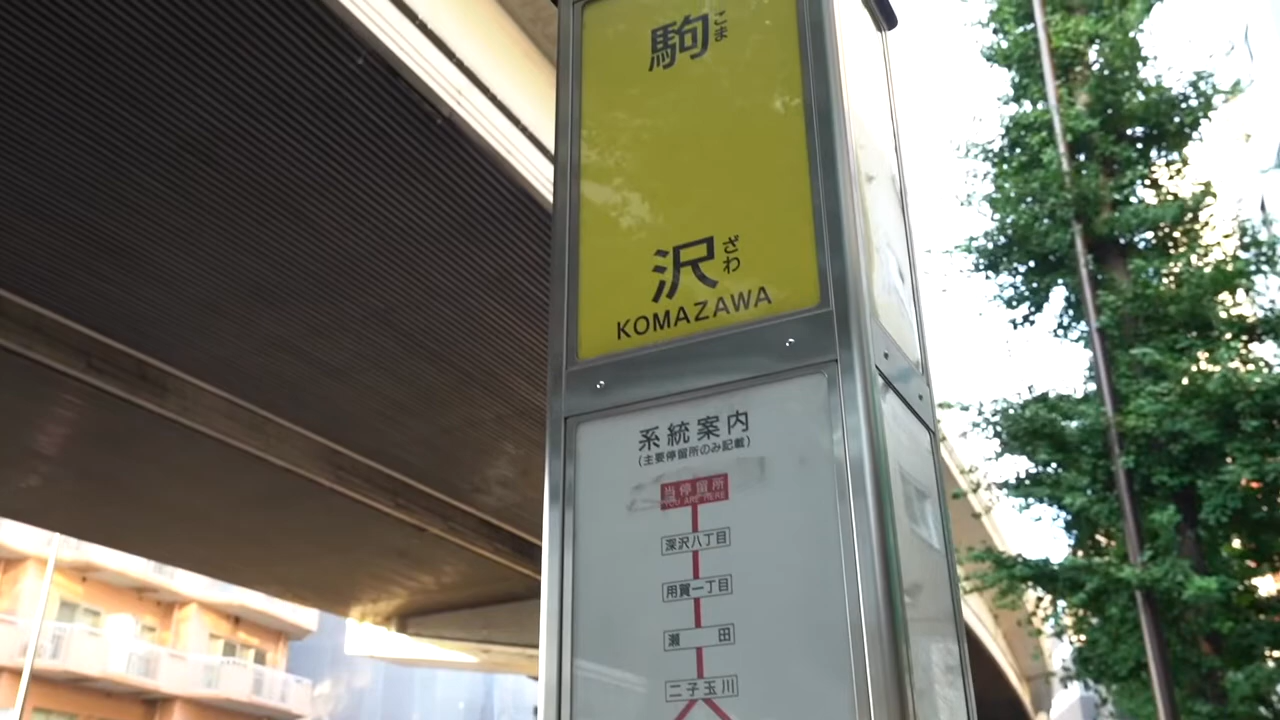 駒こま
沢ざわ
KOMAZAWA
系統案内
(主要停留所のみ記載)
当停留所
YOU ARE HERE
深沢八丁目
用賀一丁目
瀬田
二子玉川